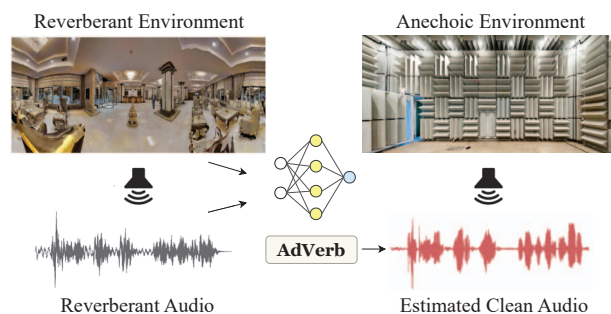 Reverberant Environment
Anechoic Environment
AdVerb
Reverberant Audio
Estimated Clean Audio